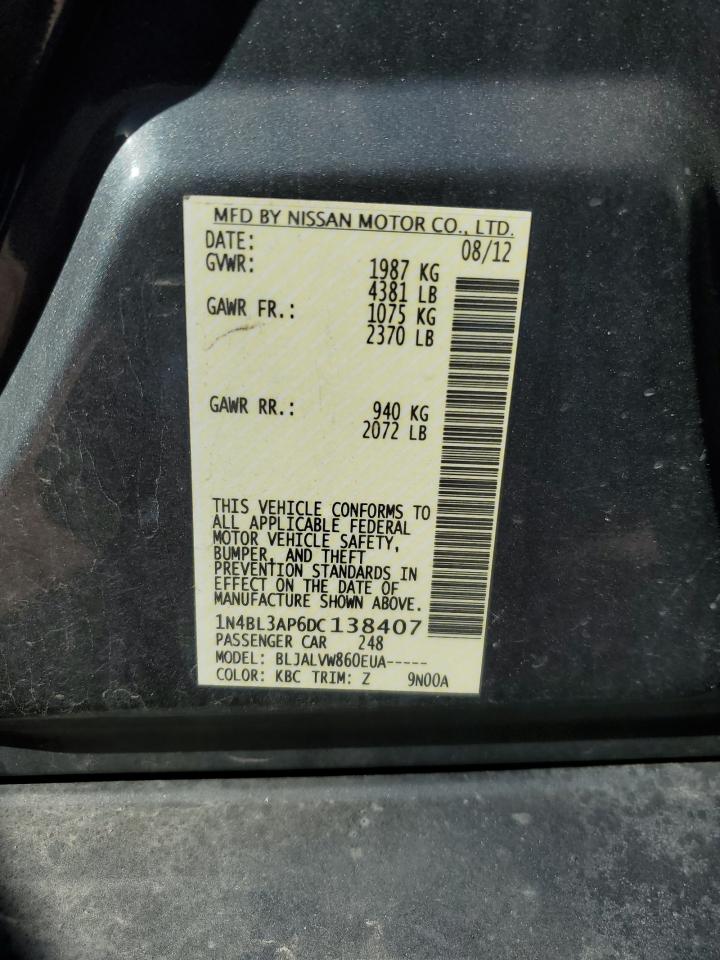 MFD BY NISSAN MOTOR CO., LTD.
DATE: 08/12
GVWR: 1987 KG
4381 LB
GAWR FR.: 1075 KG
2370 LB
GAWR RR.: 940 KG
2072 LB
THIS VEHICLE CONFORMS TO
ALL APPLICABLE FEDERAL
MOTOR VEHICLE SAFETY,
BUMPER, AND THEFT
PREVENTION STANDARDS IN
EFFECT ON THE DATE OF
MANUFACTURE SHOWN ABOVE.
1N4BL3AP6DC138407
PASSENGER CAR 248
MODEL: BLJALVW860EUA-----
COLOR: KBC TRIM: Z 9N00A